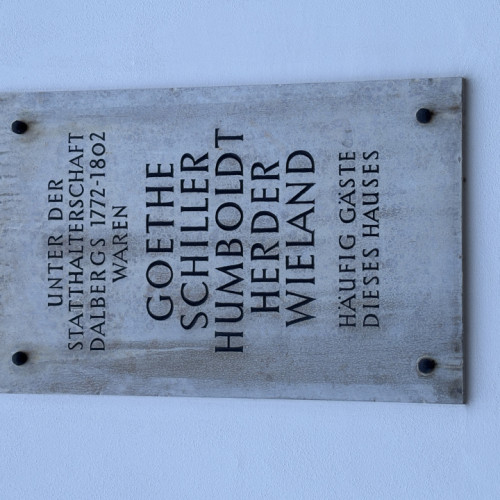 UNTER DER
STATTHALTERSCHAFT
DALBERGS 1772-1802
WAREN
GOETHE
SCHILLER
HUMBOLDT
HERDER
WIELAND
HÄUFIG GÄSTE
DIESES HAUSES